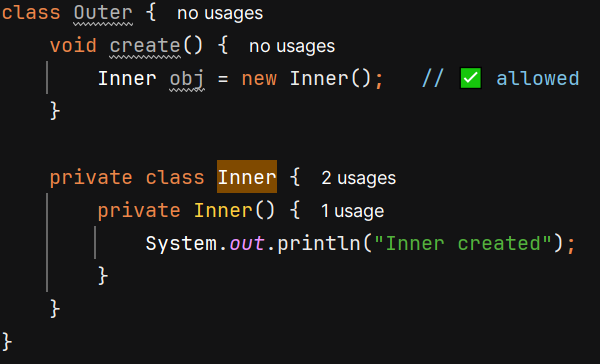 class Outer {  no usages
    void create() {  no usages
        Inner obj = new Inner();   // ✅ allowed
    }
    private class Inner {  2 usages
        private Inner() {  1 usage
            System.out.println("Inner created");
        }
    }
}